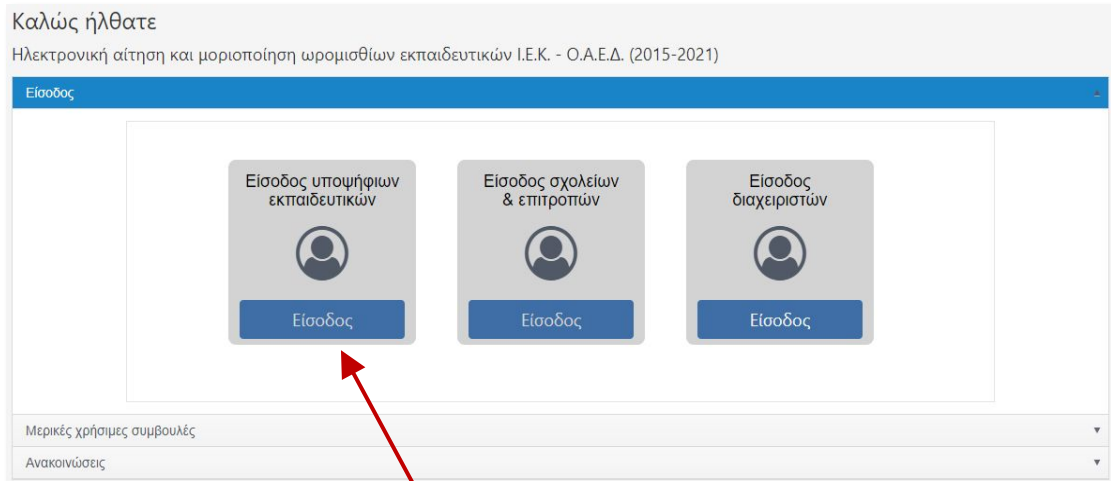 Καλώς ήλθατε
Ηλεκτρονική αίτηση και μοριοποίηση ωρομισθίων εκπαιδευτικών Ι.Ε.Κ. - Ο.Α.Ε.Δ. (2015-2021)
Είσοδος
Είσοδος υποψήφιων
εκπαιδευτικών
Είσοδος
Είσοδος σχολείων
& επιτροπών
Είσοδος
Είσοδος
διαχειριστών
Είσοδος
Μερικές χρήσιμες συμβουλές
Ανακοινώσεις